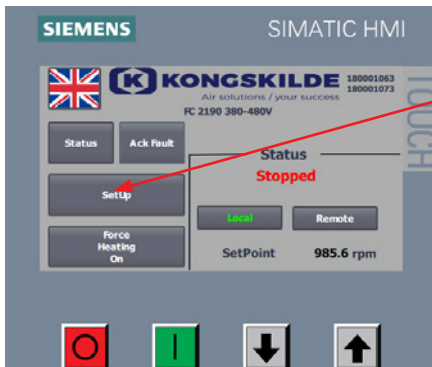 SIEMENS
SIMATIC HMI
TOUCH
K KONGSKILDE
180001063
180001073
Air solutions / your success
FC 2190 380-480V
Status
Ack Fault
Status
Stopped
SetUp
Local
Remote
Force
Heating
On
SetPoint
985.6 rpm